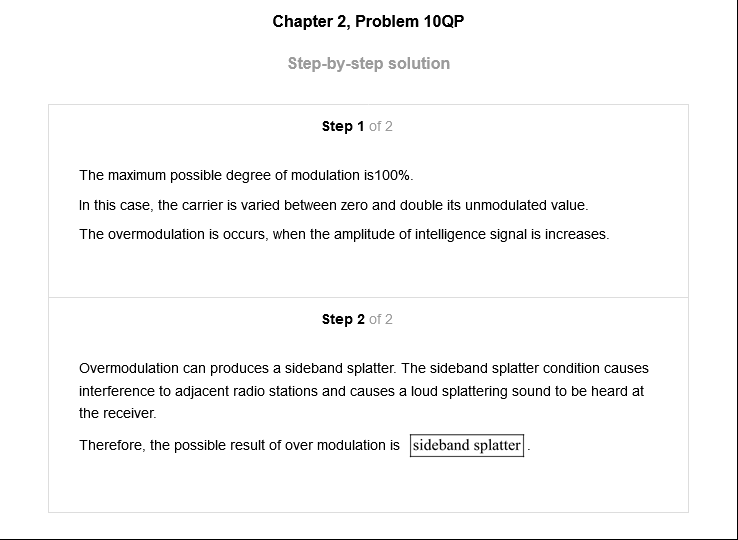 Chapter 2, Problem 10QP
Step-by-step solution
Step 1 of 2
The maximum possible degree of modulation is100%.
In this case, the carrier is varied between zero and double its unmodulated value.
The overmodulation is occurs, when the amplitude of intelligence signal is increases.
Step 2 of 2
Overmodulation can produces a sideband splatter. The sideband splatter condition causes
interference to adjacent radio stations and causes a loud splattering sound to be heard at
the receiver.
Therefore, the possible result of over modulation is sideband splatter.